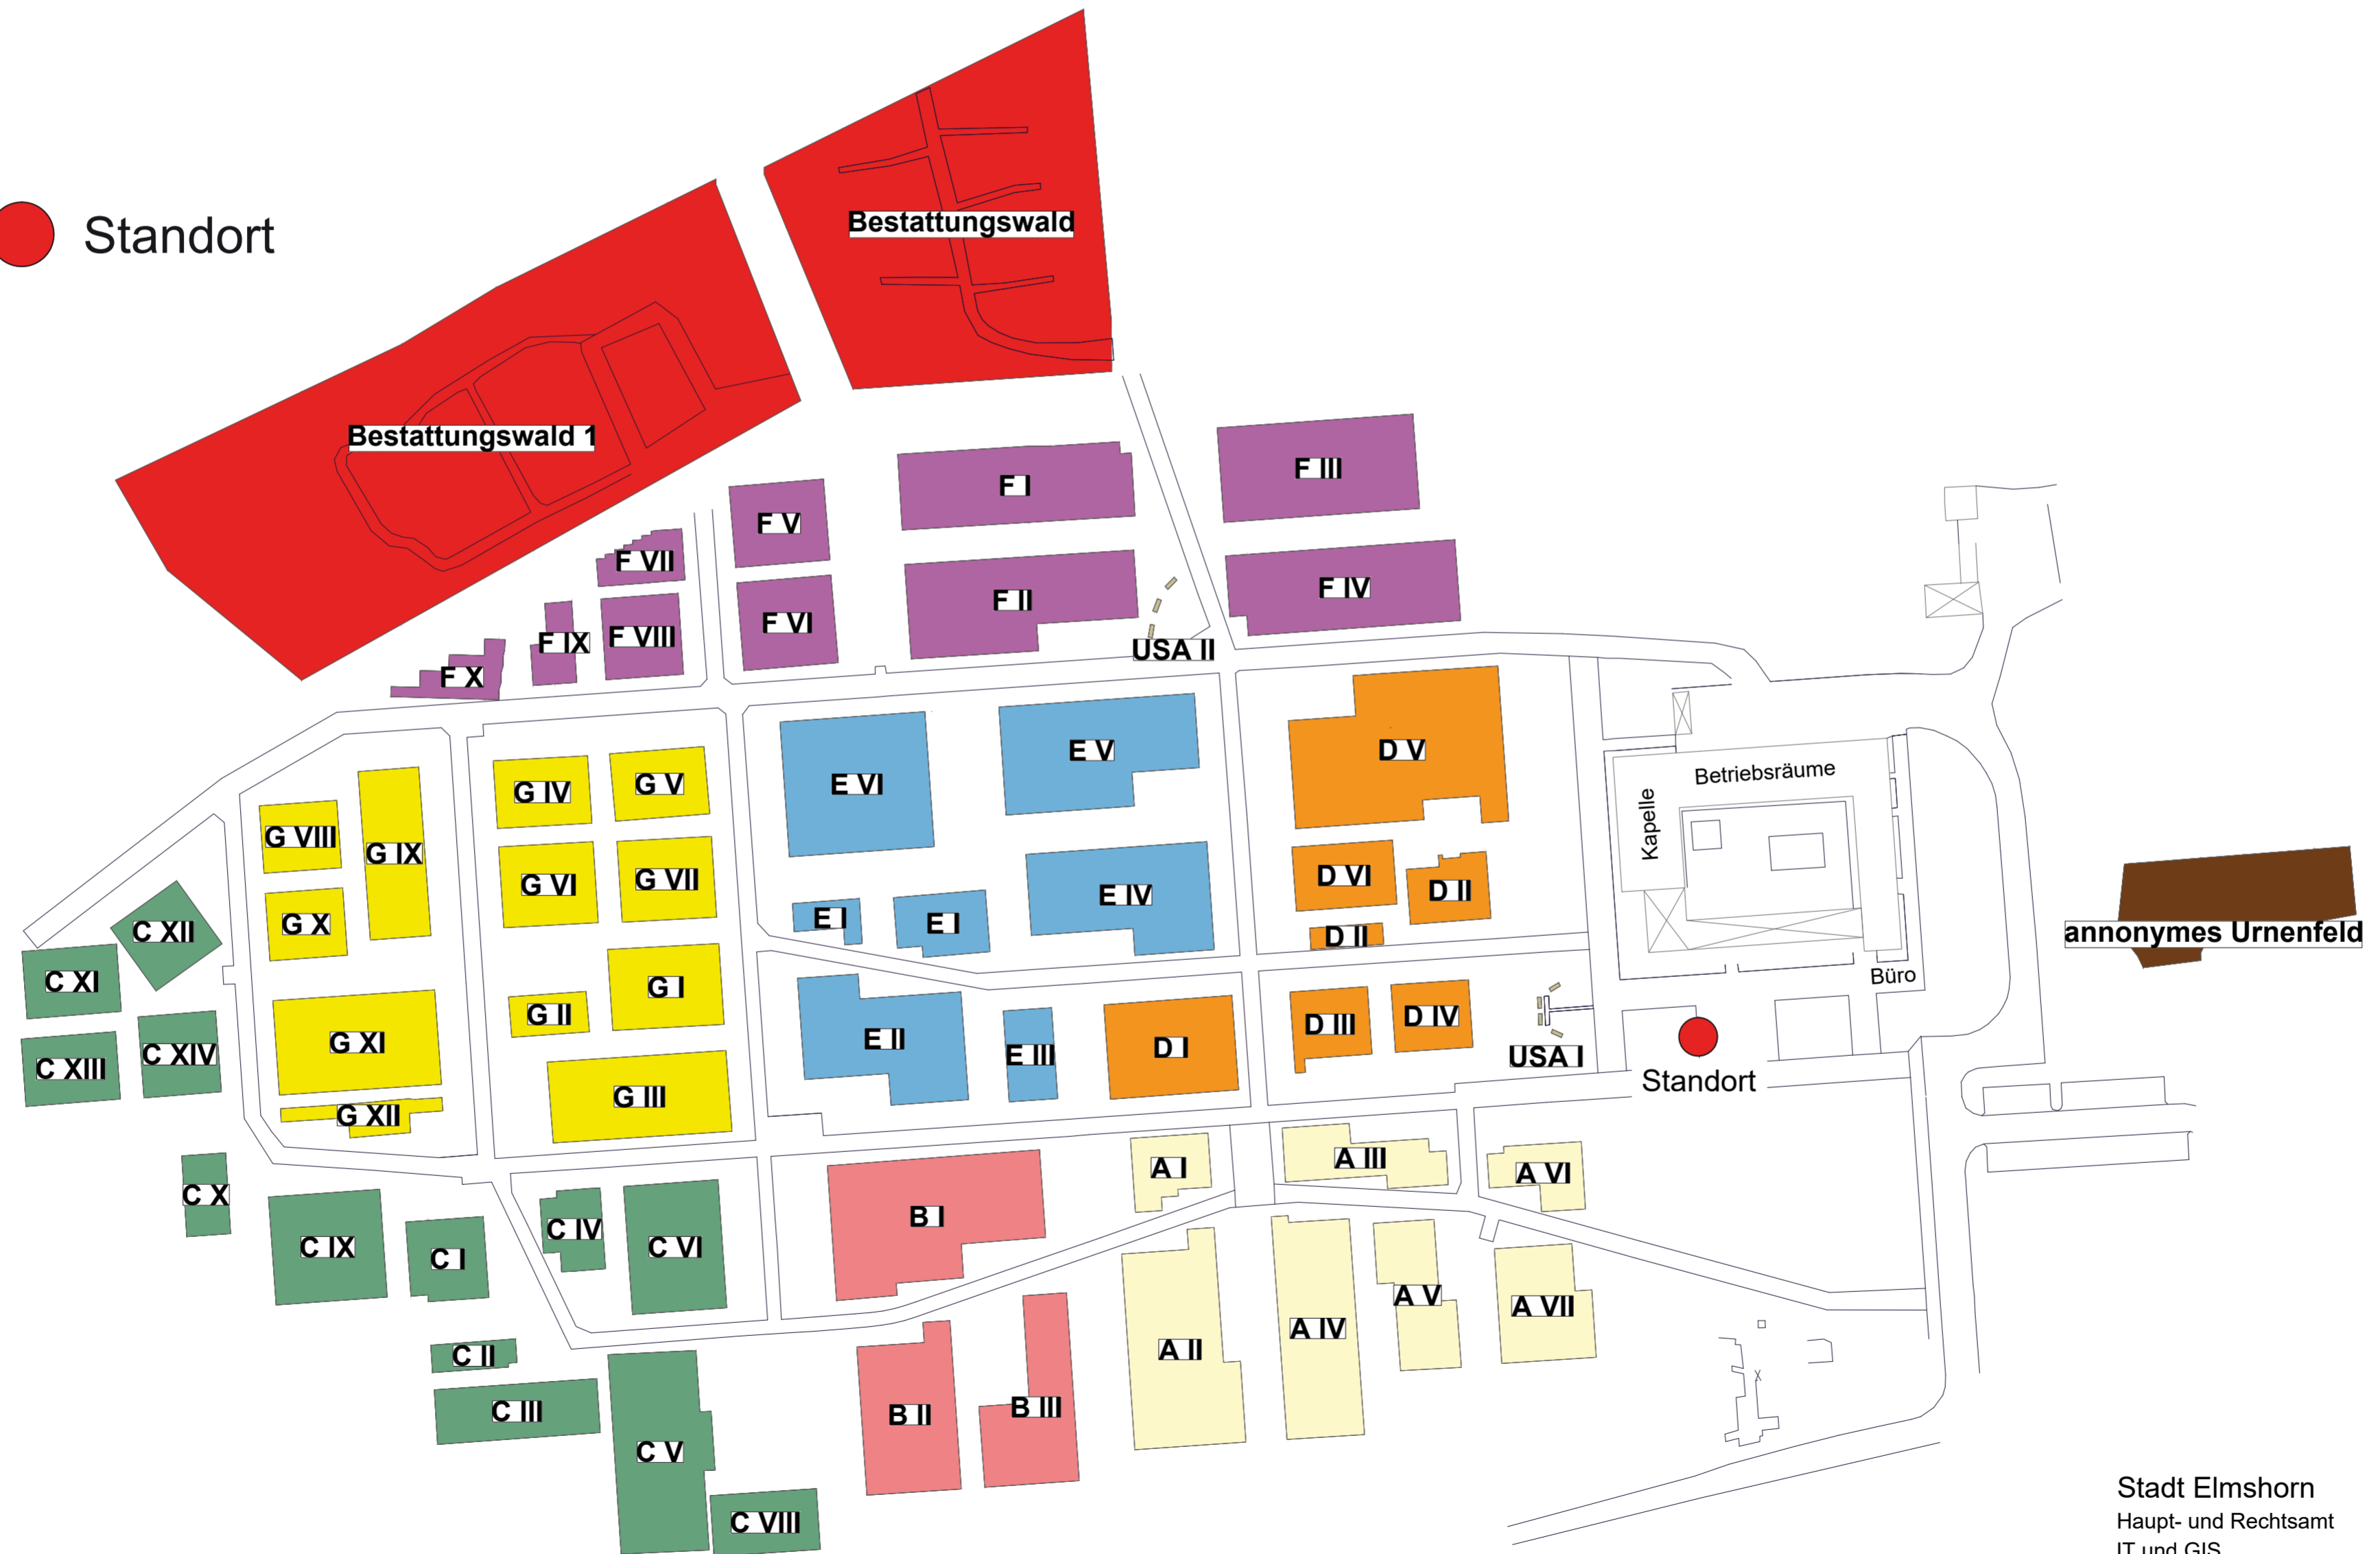 Standort
Bestattungswald
Bestattungswald 1
F III
F I
F V
F VII
F IV
F II
F VI
F VIII
F IX
USA II
F X
E V
D V
E VI
G V
G IV
Betriebsräume
Kapelle
G VIII
G IX
G VII
G VI
D VI
D II
E IV
E I
E I
G X
C XII
D II
annonymes Urnenfeld
C XI
G I
Büro
G II
D IV
D III
E II
G XI
D I
E III
C XIV
USA I
C XIII
Standort
G III
G XII
A III
A I
A VI
C X
B I
C IV
C VI
C IX
C I
A V
A VII
A IV
A II
C II
B III
C III
B II
C V
C VIII
Stadt Elmshorn
Haupt- und Rechtsamt
IT und GIS